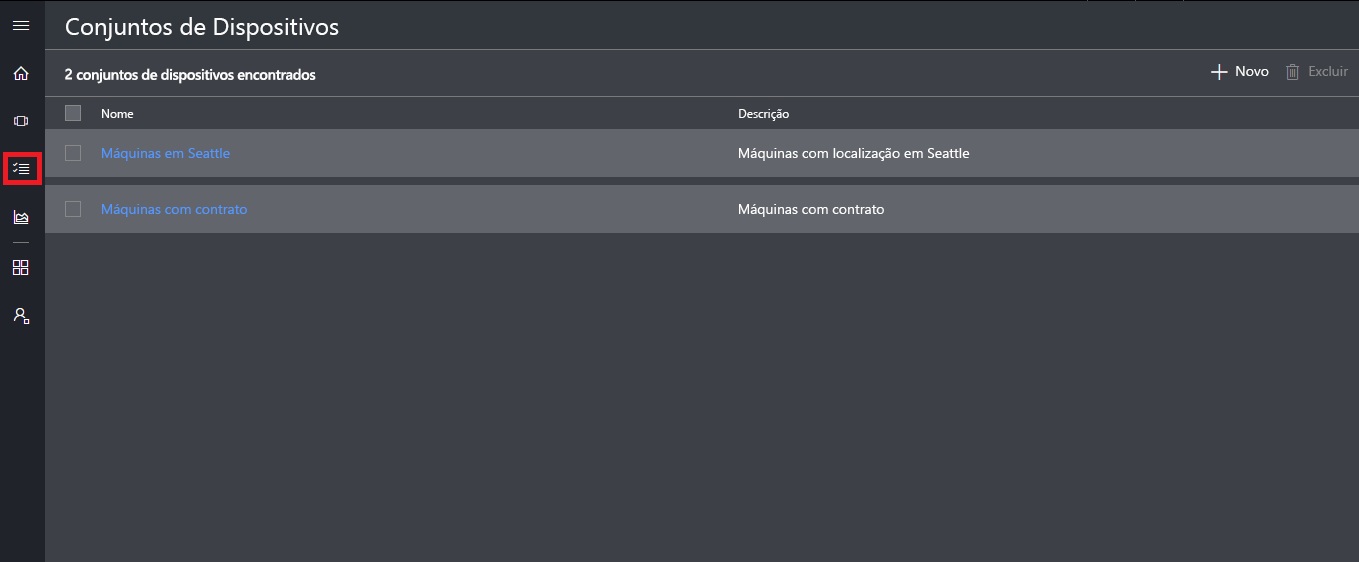 Conjuntos de Dispositivos
2 conjuntos de dispositivos encontrados
Novo
Excluir
Nome
Descrição
Máquinas em Seattle
Máquinas com localização em Seattle
Máquinas com contrato
Máquinas com contrato